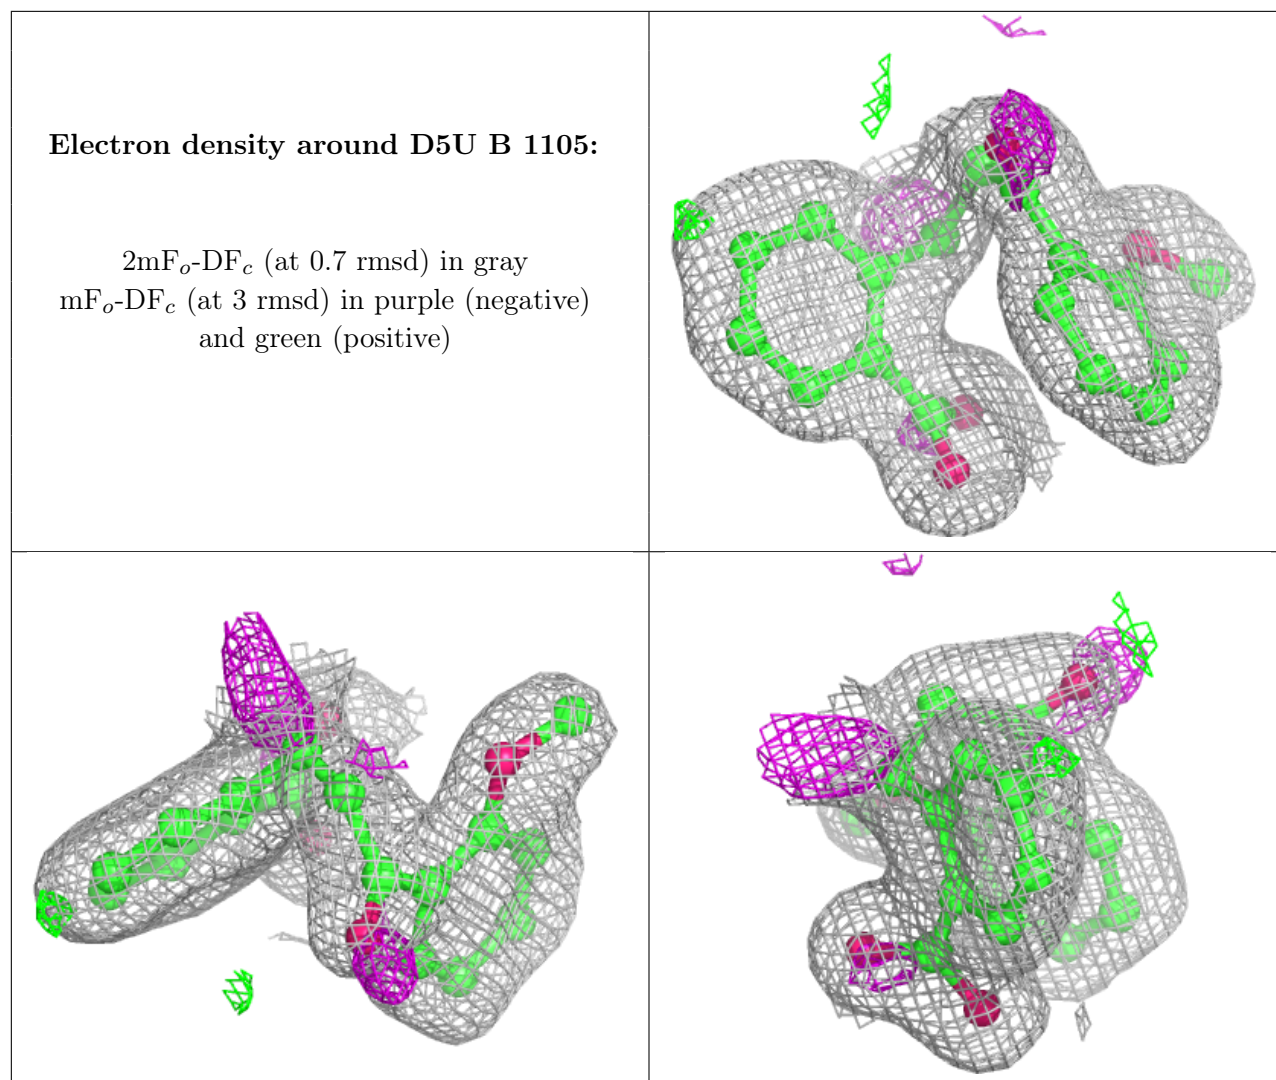 Electron density around D5U B 1105:
2mFo-DFc (at 0.7 rmsd) in gray
mFo-DFc (at 3 rmsd) in purple (negative)
and green (positive)